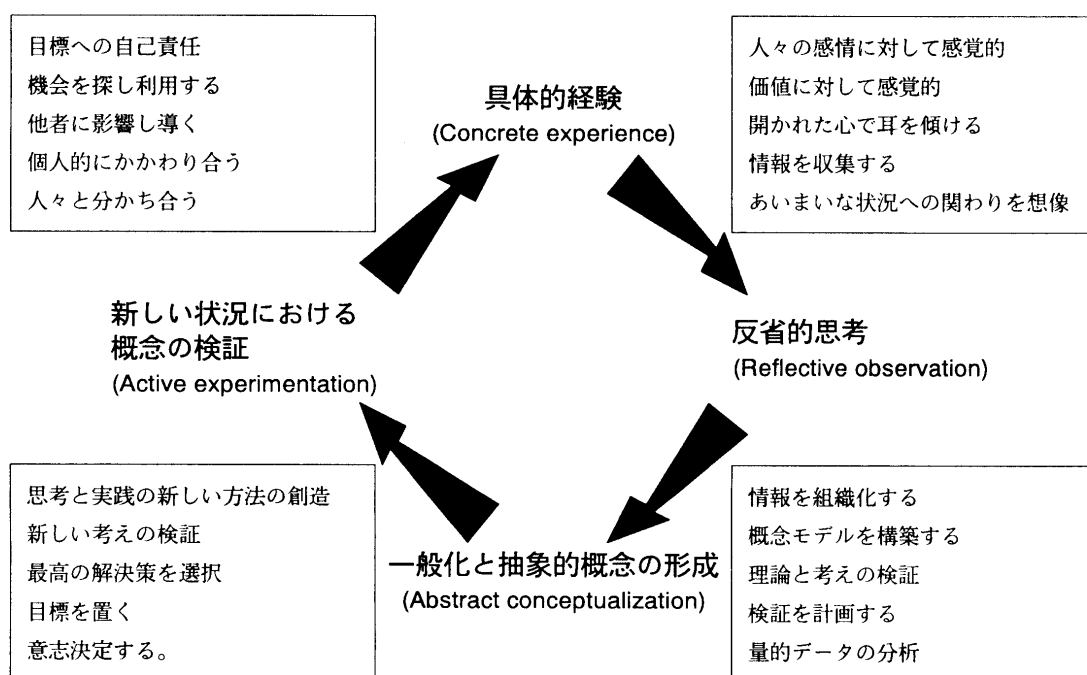 目標への自己責任
機会を探し利用する
他者に影響し導く
個人的にかかわり合う
人々と分かち合う
具体的経験
(Concrete experience)
人々の感情に対して感覚的
価値に対して感覚的
開かれた心で耳を傾ける
情報を収集する
あいまいな状況への関わりを想像
新しい状況における
概念の検証
(Active experimentation)
反省的思考
(Reflective observation)
思考と実践の新しい方法の創造
新しい考えの検証
最高の解決策を選択
目標を置く
意志決定する。
一般化と抽象的概念の形成
(Abstract conceptualization)
情報を組織化する
概念モデルを構築する
理論と考えの検証
検証を計画する
量的データの分析